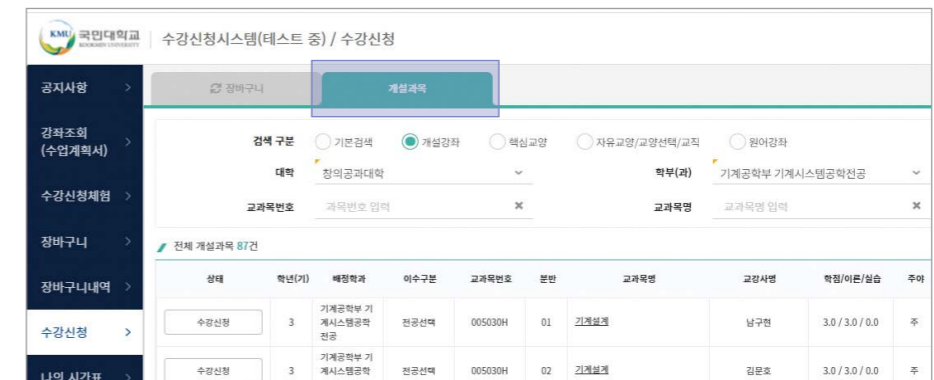 KMU 국민대학교
KOOKMIN UNIVERSITY
수강신청시스템(테스트 중) / 수강신청
공지사항
강좌조회
(수업계획서)
수강신청체험
장바구니
장바구니내역
수강신청
나의 시간표
장바구니 개설과목
검색 구분 기본검색 개설강좌 핵심교양 자유교양/교양선택/교직 원어강좌
대학 창의공과대학 학부(과) 기계공학부 기계시스템공학전공
교과목번호 과목번호 입력 교과목명 교과목명 입력
전체 개설과목 87건
상태 학년(기) 배정학과 이수구분 교과목번호 분반 교과목명 교강사명 학점/이론/실습 주야
수강신청 3 기계공학부 기계시스템공학전공 전공선택 005030H 01 기계설계 남구현 3.0 / 3.0 / 0.0 주
수강신청 3 기계공학부 기계시스템공학 전공선택 005030H 02 기계설계 김문호 3.0 / 3.0 / 0.0 주